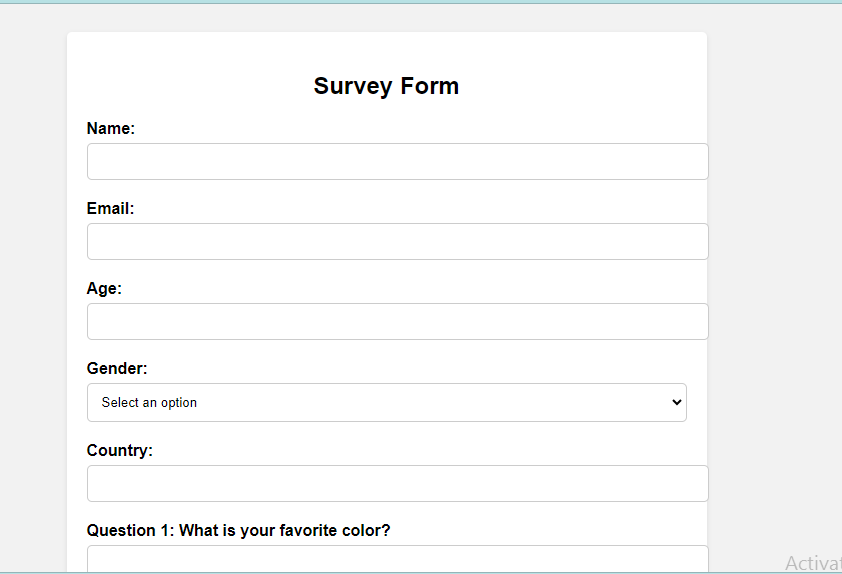 Survey Form
Name:
Email:
Age:
Gender:
Select an option
Country:
Question 1: What is your favorite color?